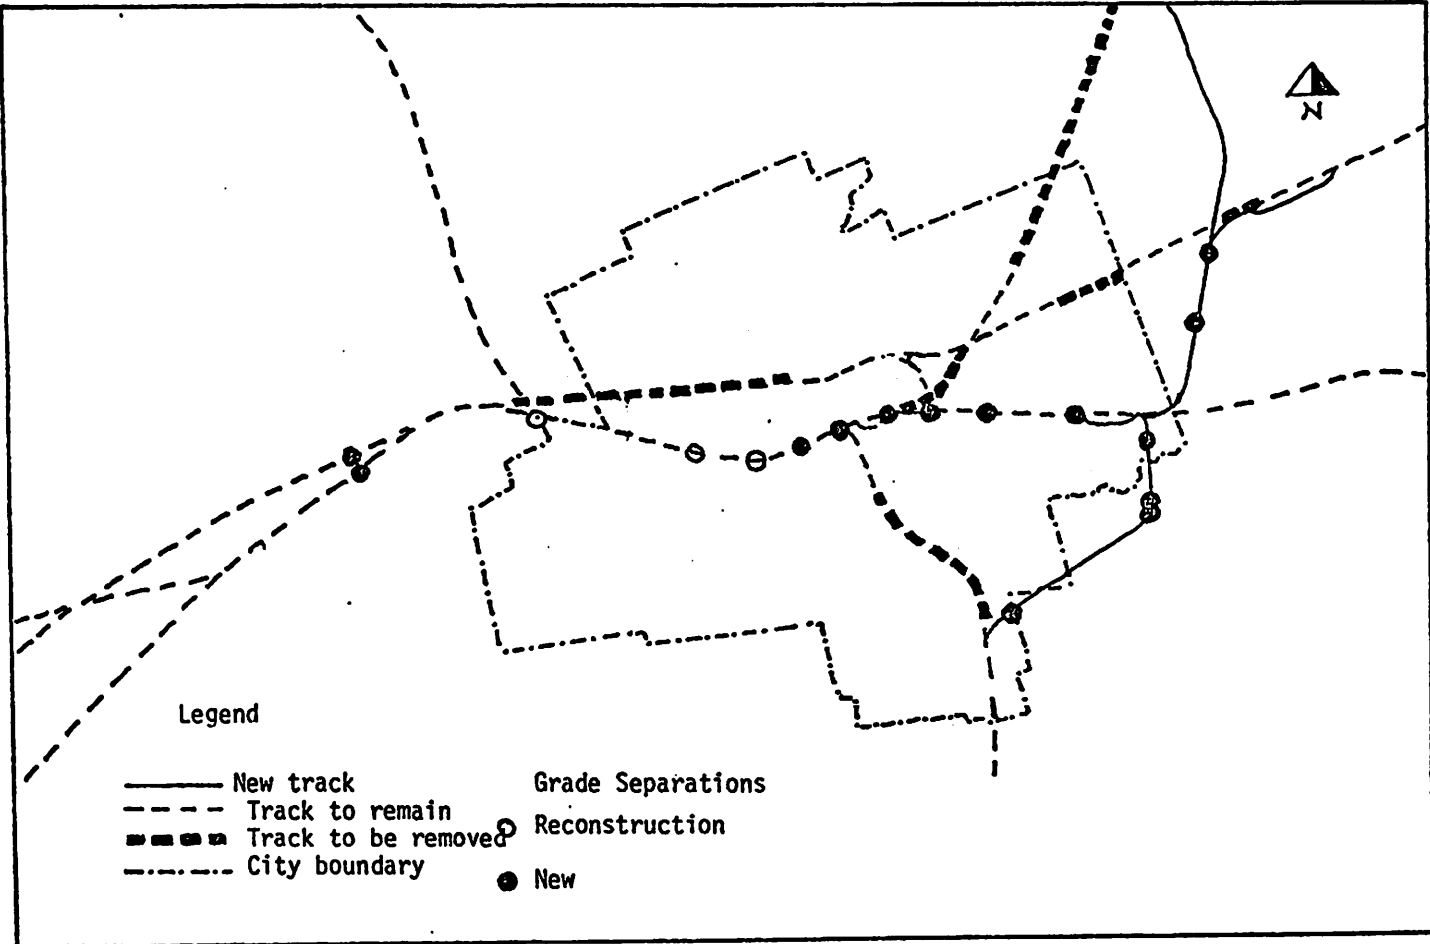 N
Legend
New track
Track to remain
Track to be removed
City boundary
Grade Separations
Reconstruction
New